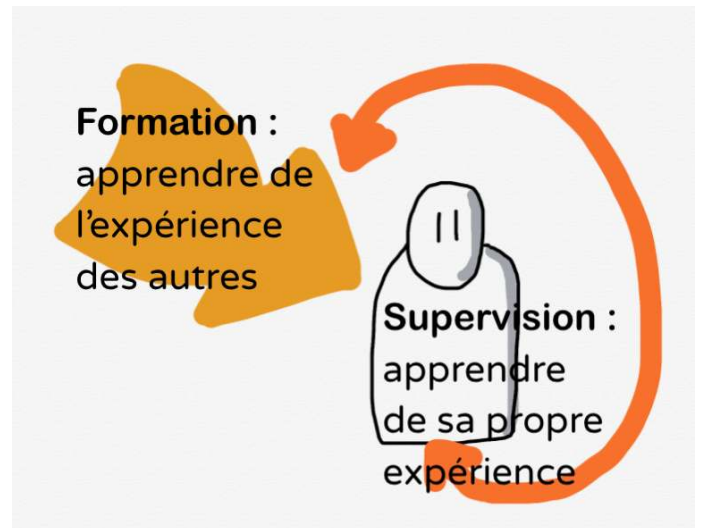 Formation :
apprendre de
l’expérience
des autres
Supervision :
apprendre
de sa propre
expérience